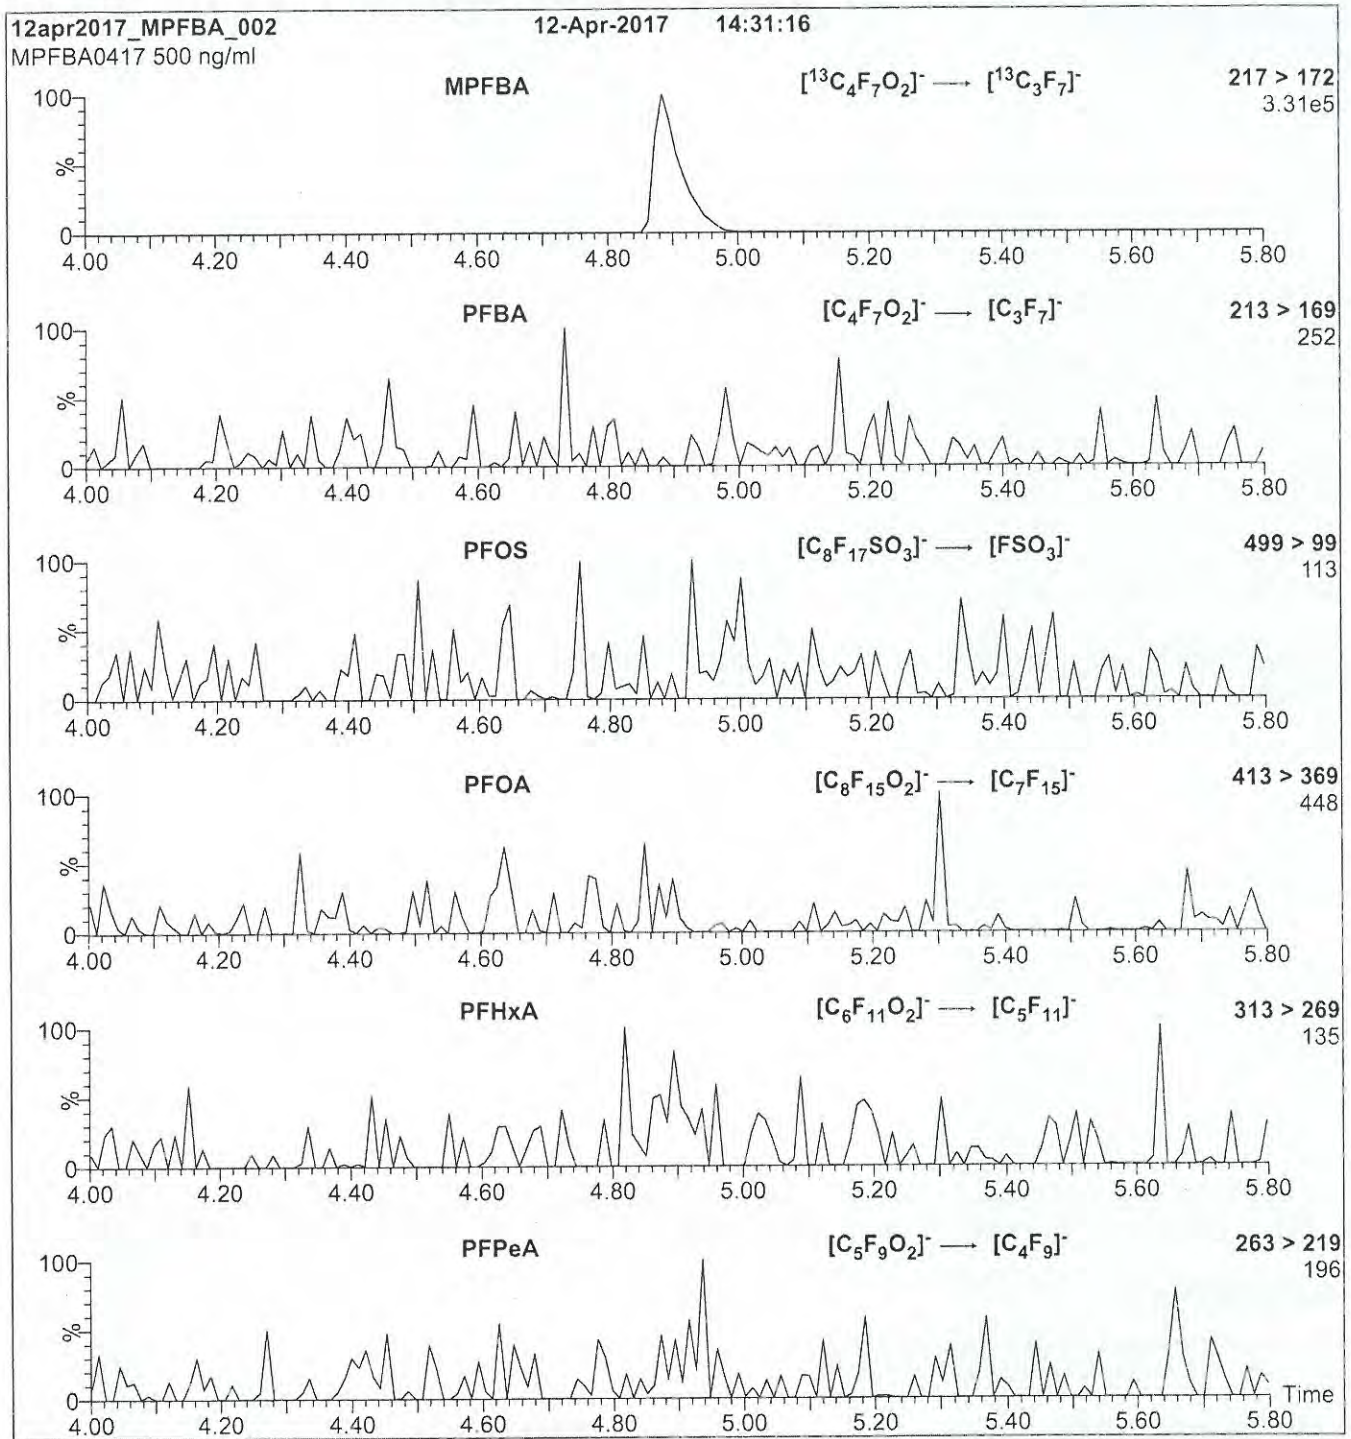 12apr2017_MPFBA_002 12-Apr-2017 14:31:16
MPFBA0417 500 ng/ml
MPFBA [¹³C₄F₇O₂]⁻ → [¹³C₃F₇]⁻ 217 > 172
3.31e5
100
%
0
4.00 4.20 4.40 4.60 4.80 5.00 5.20 5.40 5.60 5.80
PFBA [C₄F₇O₂]⁻ → [C₃F₇]⁻ 213 > 169
252
100
%
0
4.00 4.20 4.40 4.60 4.80 5.00 5.20 5.40 5.60 5.80
PFOS [C₈F₁₇SO₃]⁻ → [FSO₃]⁻ 499 > 99
113
100
%
0
4.00 4.20 4.40 4.60 4.80 5.00 5.20 5.40 5.60 5.80
PFOA [C₈F₁₅O₂]⁻ → [C₇F₁₅]⁻ 413 > 369
448
100
%
0
4.00 4.20 4.40 4.60 4.80 5.00 5.20 5.40 5.60 5.80
PFHxA [C₆F₁₁O₂]⁻ → [C₅F₁₁]⁻ 313 > 269
135
100
%
0
4.00 4.20 4.40 4.60 4.80 5.00 5.20 5.40 5.60 5.80
PFPeA [C₅F₉O₂]⁻ → [C₄F₉]⁻ 263 > 219
196
100
%
0
Time
4.00 4.20 4.40 4.60 4.80 5.00 5.20 5.40 5.60 5.80